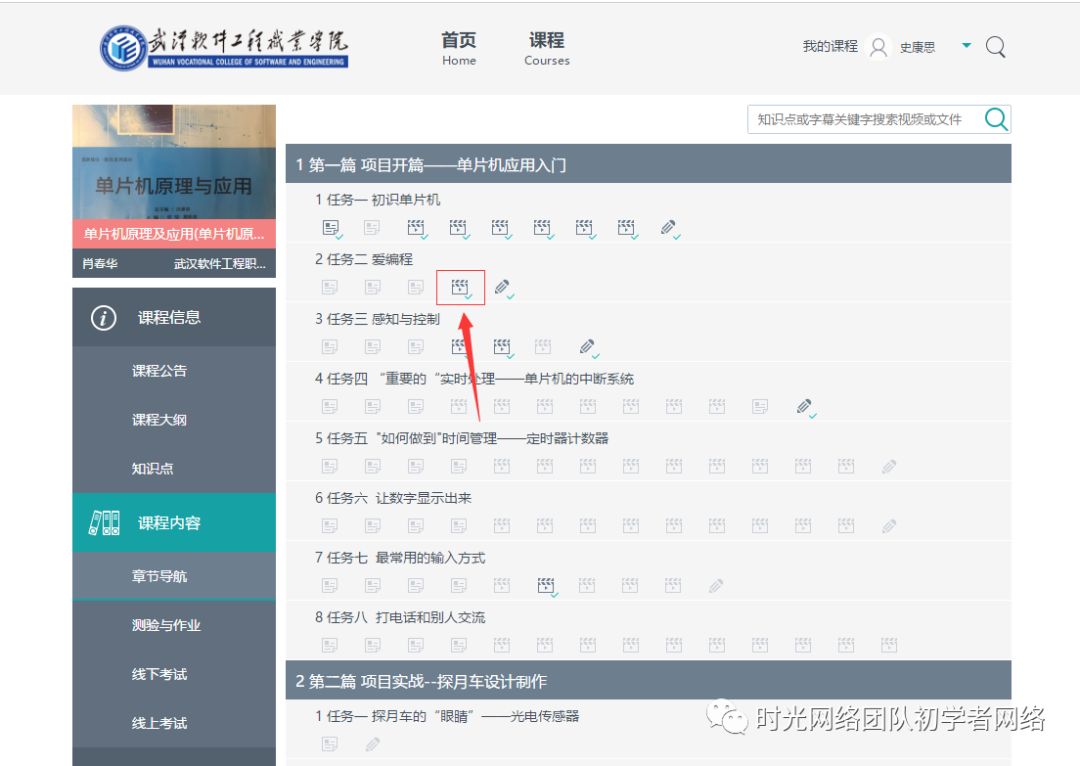 武汉软件工程职业学院
WUHAN VOCATIONAL COLLEGE OF SOFTWARE AND ENGINEERING
首页
Home
课程
Courses
我的课程
史康思
单片机原理与应用
单片机原理及应用(单片机原...
肖春华
武汉软件工程职...
课程信息
课程公告
课程大纲
知识点
课程内容
章节导航
测验与作业
线下考试
线上考试
知识点或字幕关键字搜索视频或文件
1 第一篇 项目开篇——单片机应用入门
1 任务一 初识单片机
2 任务二 爱编程
3 任务三 感知与控制
4 任务四 “重要的“实时处理——单片机的中断系统
5 任务五 "如何做到"时间管理——定时器计数器
6 任务六 让数字显示出来
7 任务七 最常用的输入方式
8 任务八 打电话和别人交流
2 第二篇 项目实战--探月车设计制作
1 任务一 探月车的“眼睛”——光电传感器
时光网络团队初学者网络